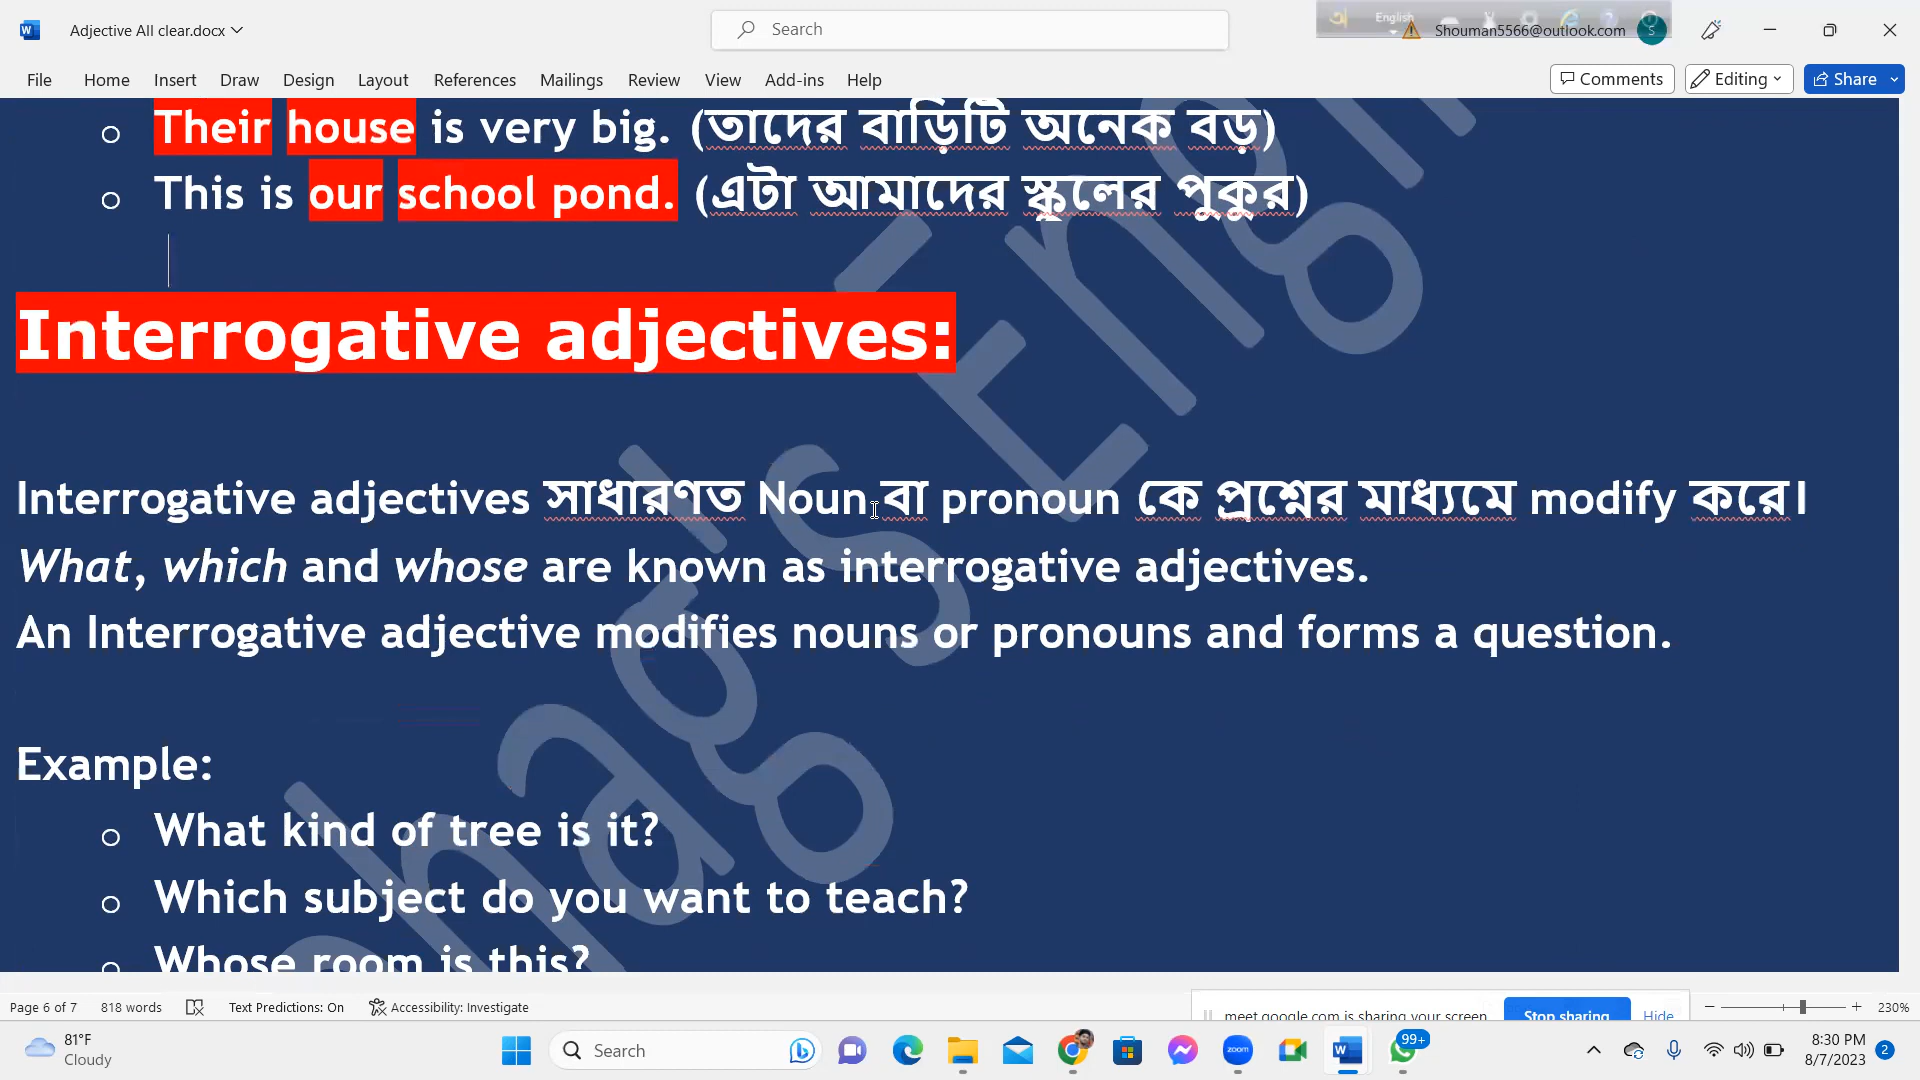 Adjective All clear.docx
Search
English
Shouman5566@outlook.com
S
File Home Insert Draw Design Layout References Mailings Review View Add-ins Help
Comments Editing Share
Their house is very big. (তাদের বাড়িটি অনেক বড়)
This is our school pond. (এটা আমাদের স্কুলের পুকুর)
Interrogative adjectives:
Interrogative adjectives সাধারণত Noun বা pronoun কে প্রশ্নের মাধ্যমে modify করে।
What, which and whose are known as interrogative adjectives.
An Interrogative adjective modifies nouns or pronouns and forms a question.
Example:
What kind of tree is it?
Which subject do you want to teach?
Whose room is this?
Page 6 of 7 818 words Text Predictions: On Accessibility: Investigate
meet.google.com is sharing your screen. Stop sharing Hide
230%
81°F
Cloudy
Search
zoom
99+
8:30 PM
8/7/2023
2